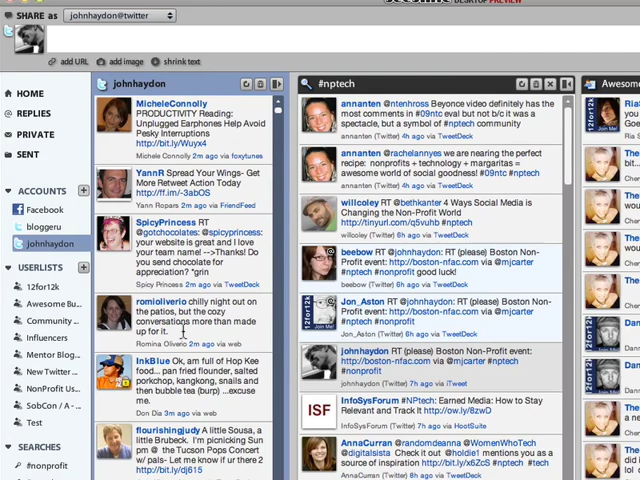 DESKTOP PREVIEW
SHARE as johnhaydon@twitter
add URL add image shrink text
HOME
REPLIES
PRIVATE
SENT
ACCOUNTS
Facebook
bloggeru
johnhaydon
USERLISTS
12for12k
Awesome Bu...
Community ...
Influencers
Mentor Blog...
New Twitter ...
NonProfit Us...
SobCon / A - ...
Test
SEARCHES
#nonprofit
johnhaydon
MicheleConnolly
PRODUCTIVITY Reading:
Unplugged Earphones Help Avoid
Pesky Interruptions
http://bit.ly/Wuyx4
Michele Connolly 2m ago via foxytunes
YannR Spread Your Wings- Get
More Retweet Action Today
http://ff.im/-3abOS
Yann Ropars 2m ago via FriendFeed
SpicyPrincess RT
@gotchocolates: @spicyprincess:
your website is great and I love
your team name! -->Thanks! Do
you send chocolate for
appreciation? *grin
Spicy Princess 2m ago via TweetDeck
romioliverio chilly night out on
the patios, but the cozy
conversations more than made
up for it.
Romina Oliverio 2m ago via web
InkBlue Ok, am full of Hop Kee
food... pan fried flounder, salted
porkchop, kangkong, snails and
then bubble tea (burp) ...excuse
me.
Don Dia 3m ago via web
flourishingjudy A little Sousa, a
little Brubeck. I'm picnicking Sun
pm @ the Tucson Pops Concert
w/ pals- Let me know if ur there 2
http://bit.ly/dj615
#nptech
annanten @ntenhross Beyonce video definitely has the
most comments in #09ntc eval but not b/c it was a
spectacle, but a symbol of #nptech community
annanten (Twitter) 4h ago via TweetDeck
annanten @rachelannyes we are nearing the perfect
recipe: nonprofits + technology + margaritas =
awesome world of social goodness! #09ntc #nptech
annanten (Twitter) 4h ago via TweetDeck
willcoley RT @bethkanter 4 Ways Social Media is
Changing the Non-Profit World
http://tinyurl.com/q5vuhb #nptech
willcoley (Twitter) 6h ago via web
beebow RT @johnhaydon: RT (please) Boston Non-
Profit event: http://boston-nfac.com via @mjcarter
#nptech #nonprofit good luck!
beebow (Twitter) 6h ago via web
Jon_Aston RT @johnhaydon: RT (please) Boston Non-
Profit event: http://boston-nfac.com via @mjcarter
#nptech #nonprofit
Jon_Aston (Twitter) 6h ago via TweetDeck
johnhaydon RT (please) Boston Non-Profit event:
http://boston-nfac.com via @mjcarter #nptech
#nonprofit
johnhaydon (Twitter) 7h ago via iTweet
ISF
InfoSysForum #NPtech: Earned Media: How to Stay
Relevant and Track It http://ow.ly/8zwD
InfoSysForum (Twitter) 7h ago via HootSuite
AnnaCurran @randomdeanna @WomenWhoTech
@digitalsista Check it out @holdie1 mentions you as a
source of inspiration http://bit.ly/x6ZcS #nptech #tech
AnnaCurran (Twitter) 8h ago via TweetDeck
Awesome